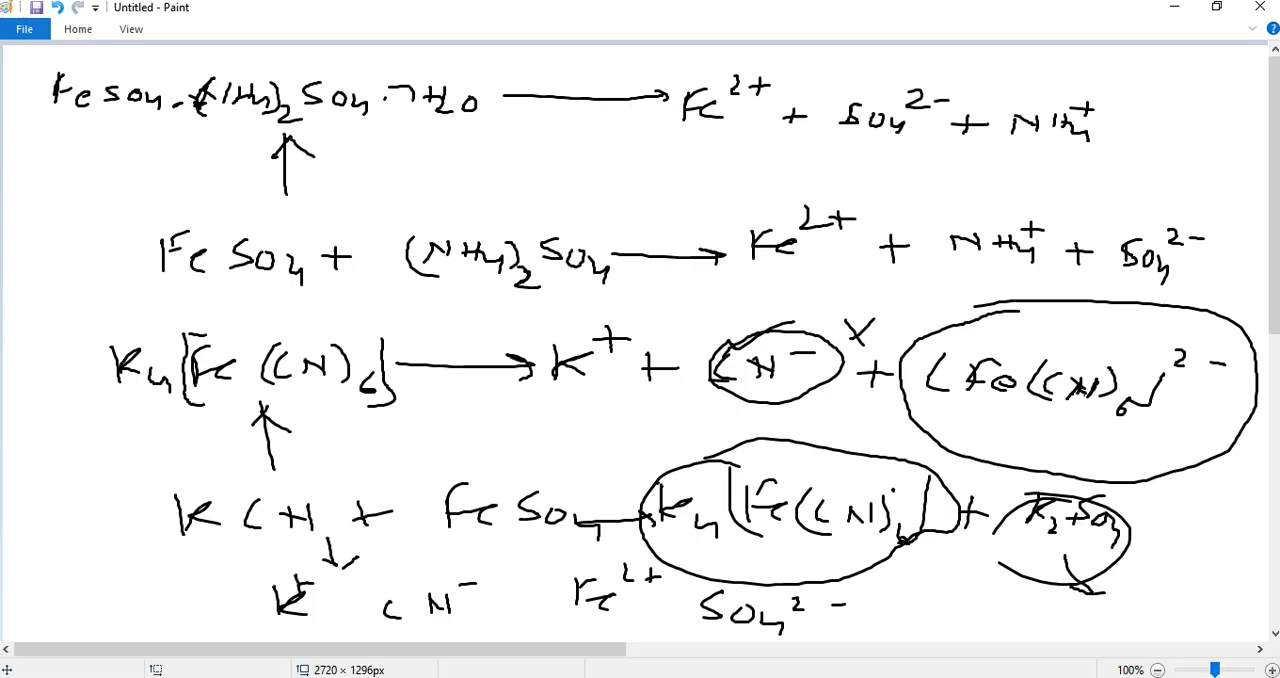 Untitled - Paint
File Home View
FeSO4.(NH4)2SO4.7H2O → Fe2+ + SO42- + NH4+
FeSO4 + (NH4)2SO4 → Fe2+ + NH4+ + SO42-
K4[Fe(CN)6] → K+ + CN- X + (Fe(CN)6)2-
KCN + FeSO4 → K4[Fe(CN)6] + K2SO4
K+ CN- Fe2+ SO42-
2720 × 1296px 100%